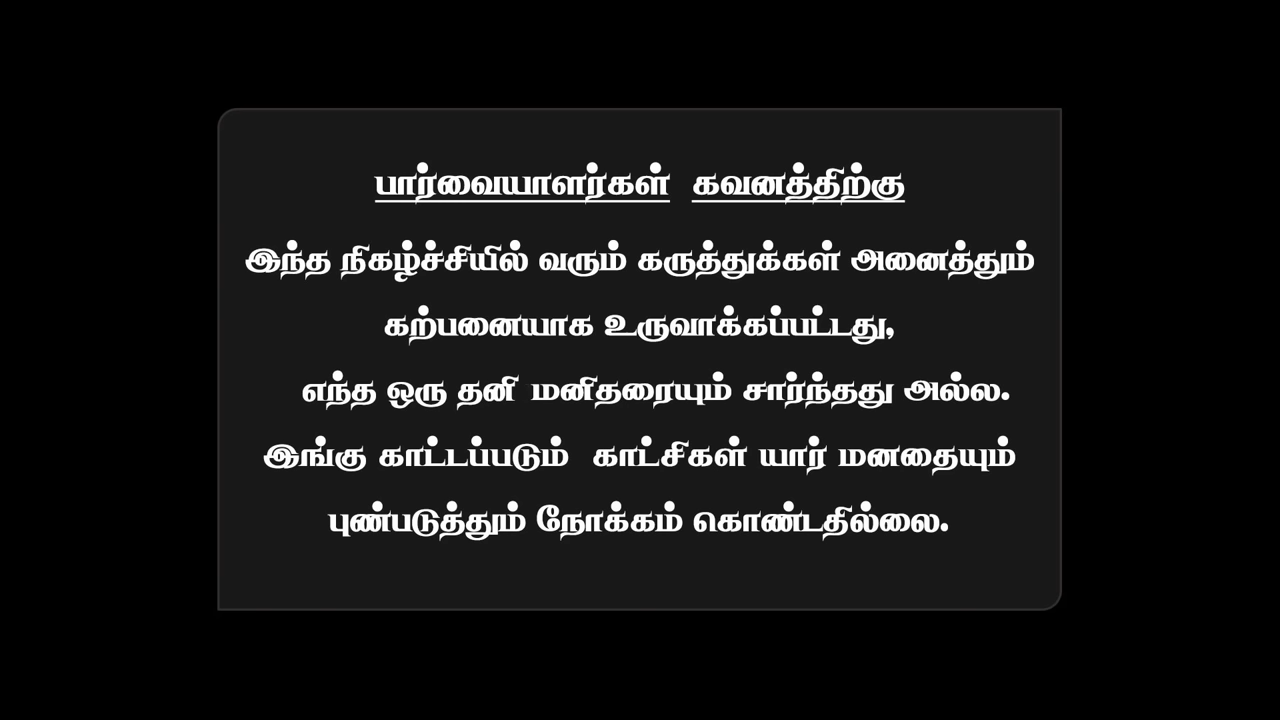 பார்வையாளர்கள் கவனத்திற்கு
இந்த நிகழ்ச்சியில் வரும் கருத்துக்கள் அனைத்தும்
கற்பனையாக உருவாக்கப்பட்டது,
எந்த ஒரு தனி மனிதரையும் சார்ந்தது அல்ல.
இங்கு காட்டப்படும் காட்சிகள் யார் மனதையும்
புண்படுத்தும் நோக்கம் கொண்டதில்லை.